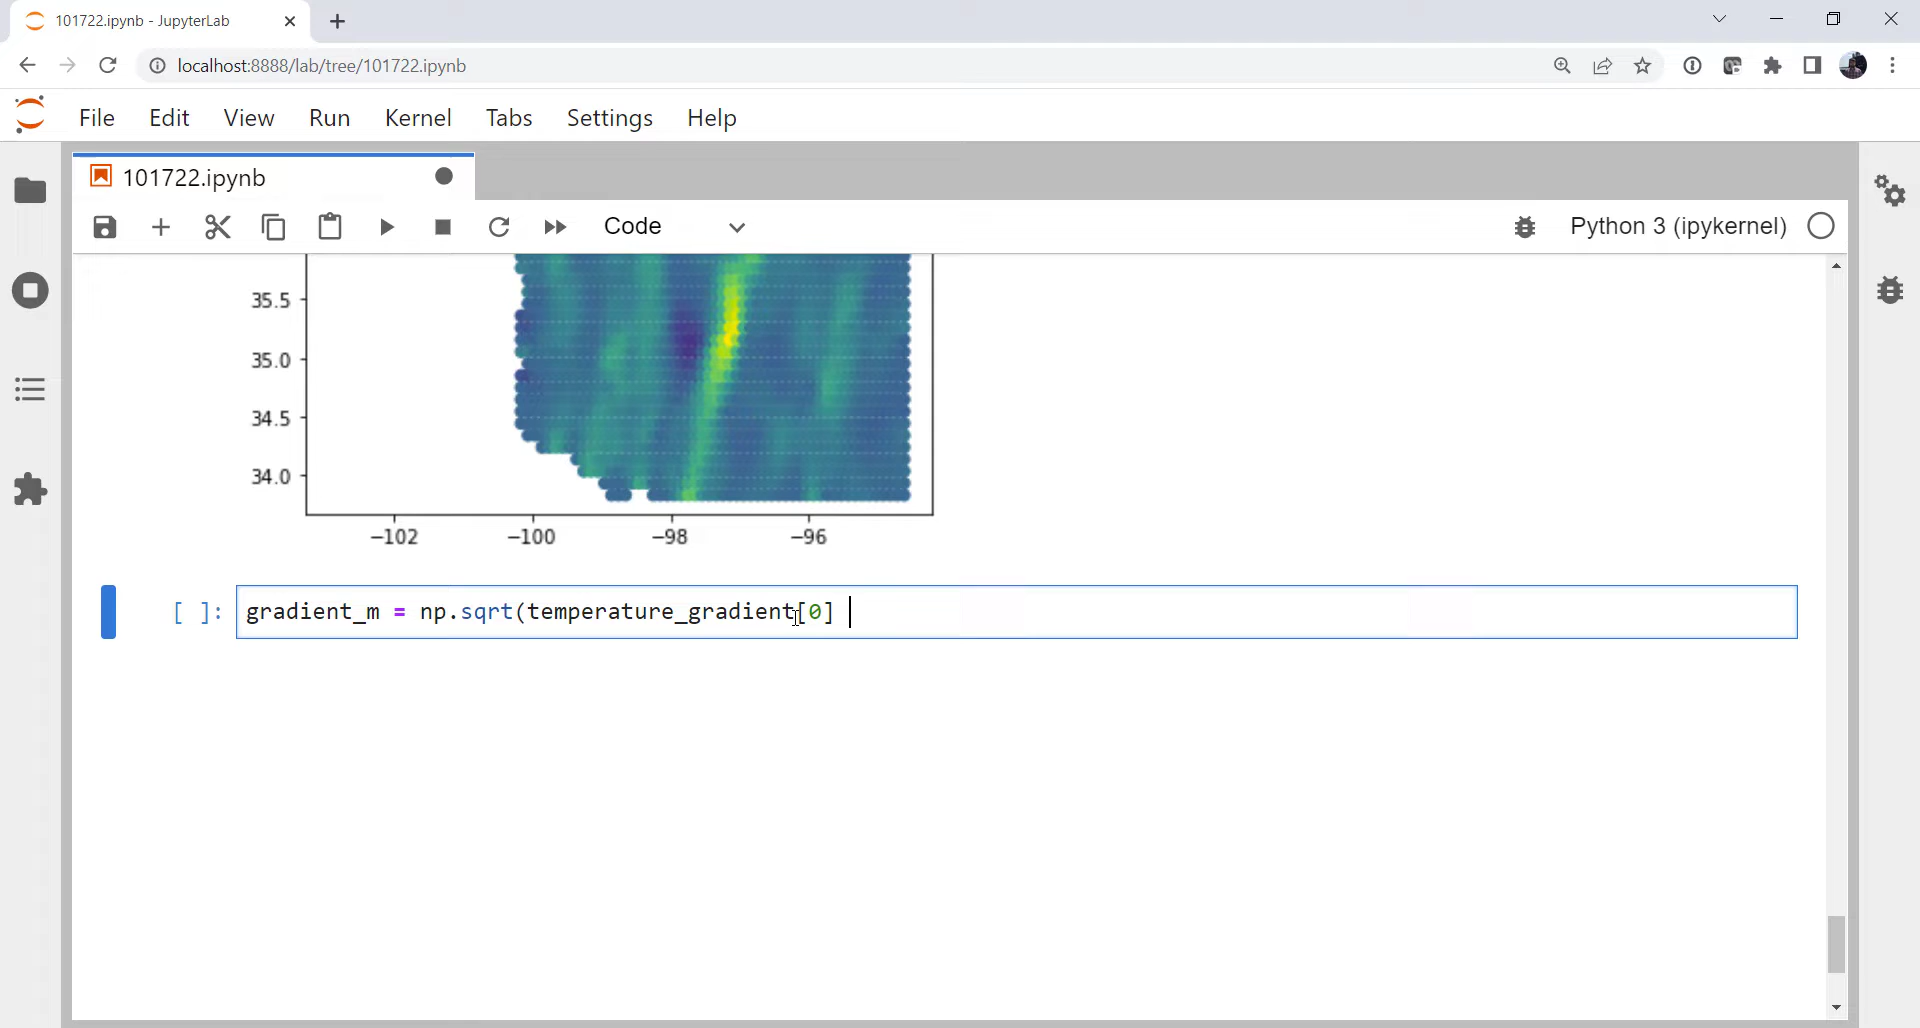 101722.ipynb - JupyterLab
localhost:8888/lab/tree/101722.ipynb
File Edit View Run Kernel Tabs Settings Help
101722.ipynb
Code
Python 3 (ipykernel)
35.5
35.0
34.5
34.0
−102 −100 −98 −96
[ ]: gradient_m = np.sqrt(temperature_gradient[0]